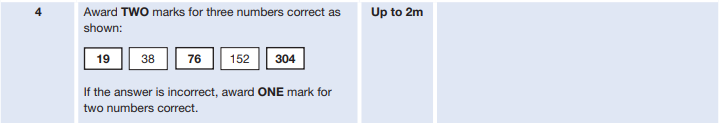 4
Award TWO marks for three numbers correct as
shown:
19 38 76 152 304
If the answer is incorrect, award ONE mark for
two numbers correct.
Up to 2m